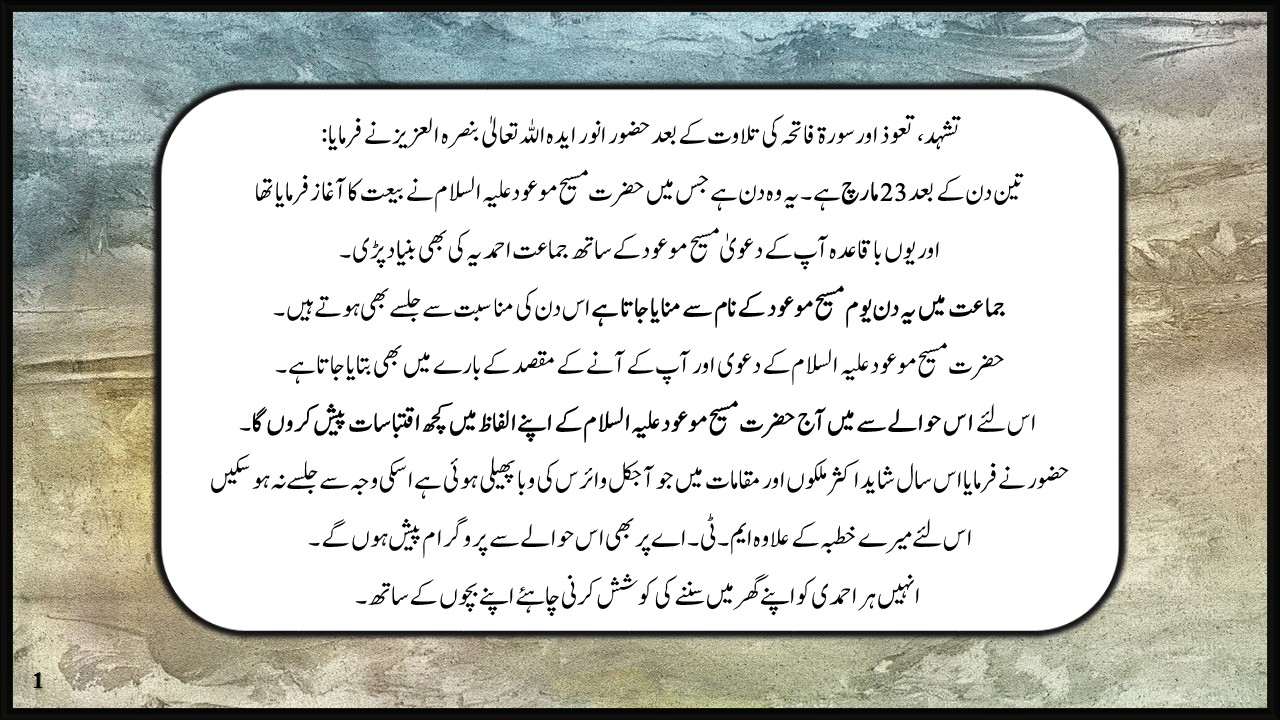 تشہد، تعوذ اور سورۃ فاتحہ کی تلاوت کے بعد حضور انور ایدہ اللہ تعالیٰ بنصرہ العزیز نے فرمایا:
تین دن کے بعد 23 مارچ ہے۔ یہ وہ دن ہے جس میں حضرت مسیح موعود علیہ السلام نے بیعت کا آغاز فرمایا تھا
اور یوں باقاعدہ آپ کے دعویٰ مسیح موعود کے ساتھ جماعت احمدیہ کی بھی بنیاد پڑی۔
جماعت میں یہ دن یوم مسیح موعود کے نام سے منایا جاتا ہے اس دن کی مناسبت سے جلسے بھی ہوتے ہیں۔
حضرت مسیح موعود علیہ السلام کے دعوی اور آپ کے آنے کے مقصد کے بارے میں بھی بتایا جاتا ہے۔
اس لئے اس حوالے سے میں آج حضرت مسیح موعود علیہ السلام کے اپنے الفاظ میں کچھ اقتباسات پیش کروں گا۔
حضور نے فرمایا اس سال شاید اکثر ملکوں اور مقامات میں جو آجکل وائرس کی وبا پھیلی ہوئی ہے اسکی وجہ سے جلسے نہ ہو سکیں
اس لئے میرے خطبہ کے علاوہ ایم۔ٹی۔اے پر بھی اس حوالے سے پروگرام پیش ہوں گے۔
انہیں ہر احمدی کو اپنے گھر میں سننے کی کوشش کرنی چاہئے اپنے بچوں کے ساتھ۔
1